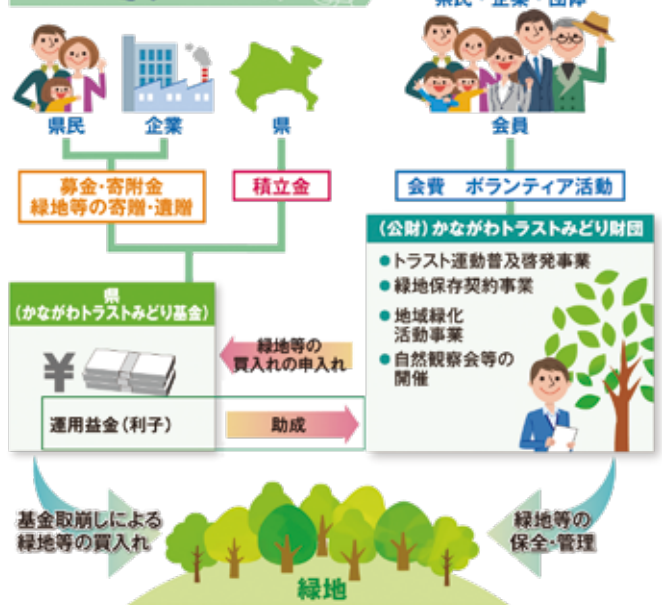 県民・企業・団体
県民
企業
県
会員
募金・寄附金
緑地等の寄贈・遺贈
積立金
会費 ボランティア活動
県
(かながわトラストみどり基金)
¥
運用益金(利子)
緑地等の
買入れの申入れ
助成
(公財)かながわトラストみどり財団
●トラスト運動普及啓発事業
●緑地保存契約事業
●地域緑化
活動事業
●自然観察会等の
開催
基金取崩しによる
緑地等の買入れ
緑地等の
保全・管理
緑地